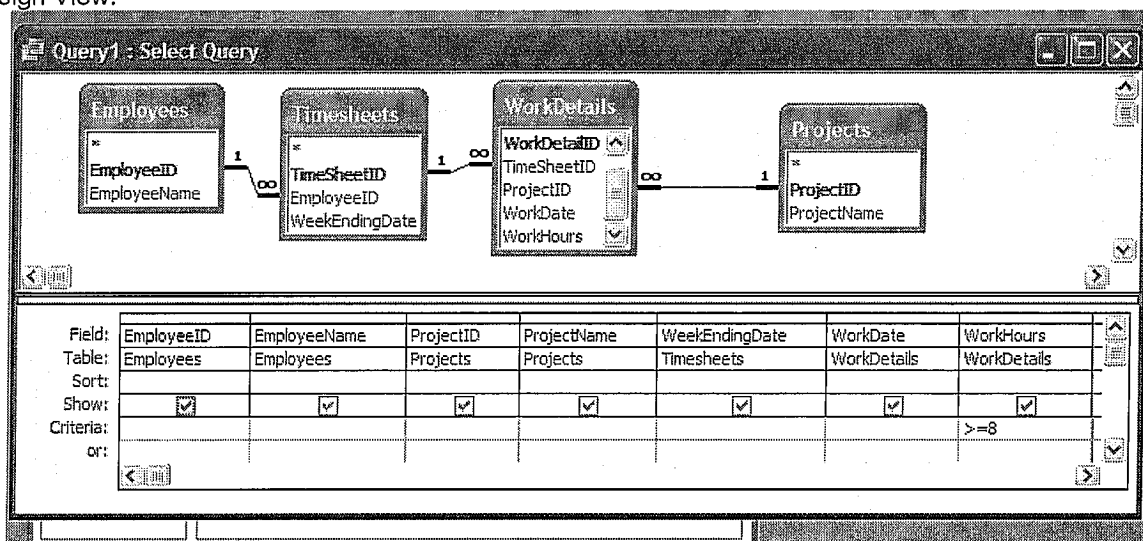 sign View.
Query1 : Select Query
Employees
*
EmployeeID
EmployeeName
1
∞
Timesheets
*
TimeSheetID
EmployeeID
WeekEndingDate
1
∞
WorkDetails
WorkDetailID
TimeSheetID
ProjectID
WorkDate
WorkHours
∞
1
Projects
*
ProjectID
ProjectName
Field: EmployeeID EmployeeName ProjectID ProjectName WeekEndingDate WorkDate WorkHours
Table: Employees Employees Projects Projects Timesheets WorkDetails WorkDetails
Sort:
Show:
Criteria: >=8
or: